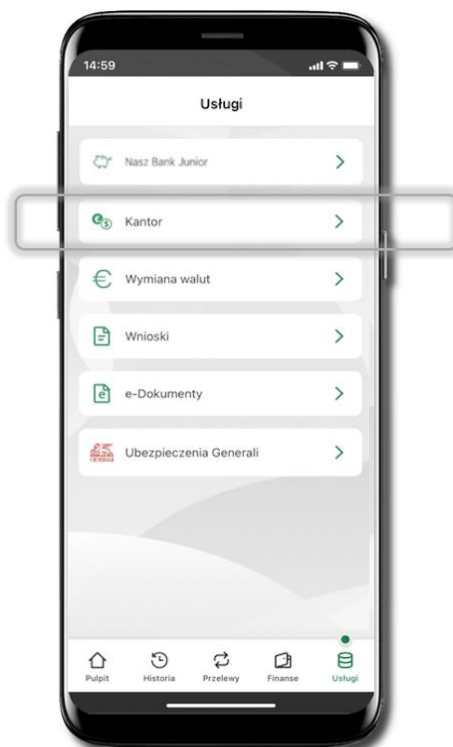 14:59
Usługi
Nasz Bank Junior
Kantor
Wymiana walut
Wnioski
e-Dokumenty
Ubezpieczenia Generali
Pulpit
Historia
Przelewy
Finanse
Usługi